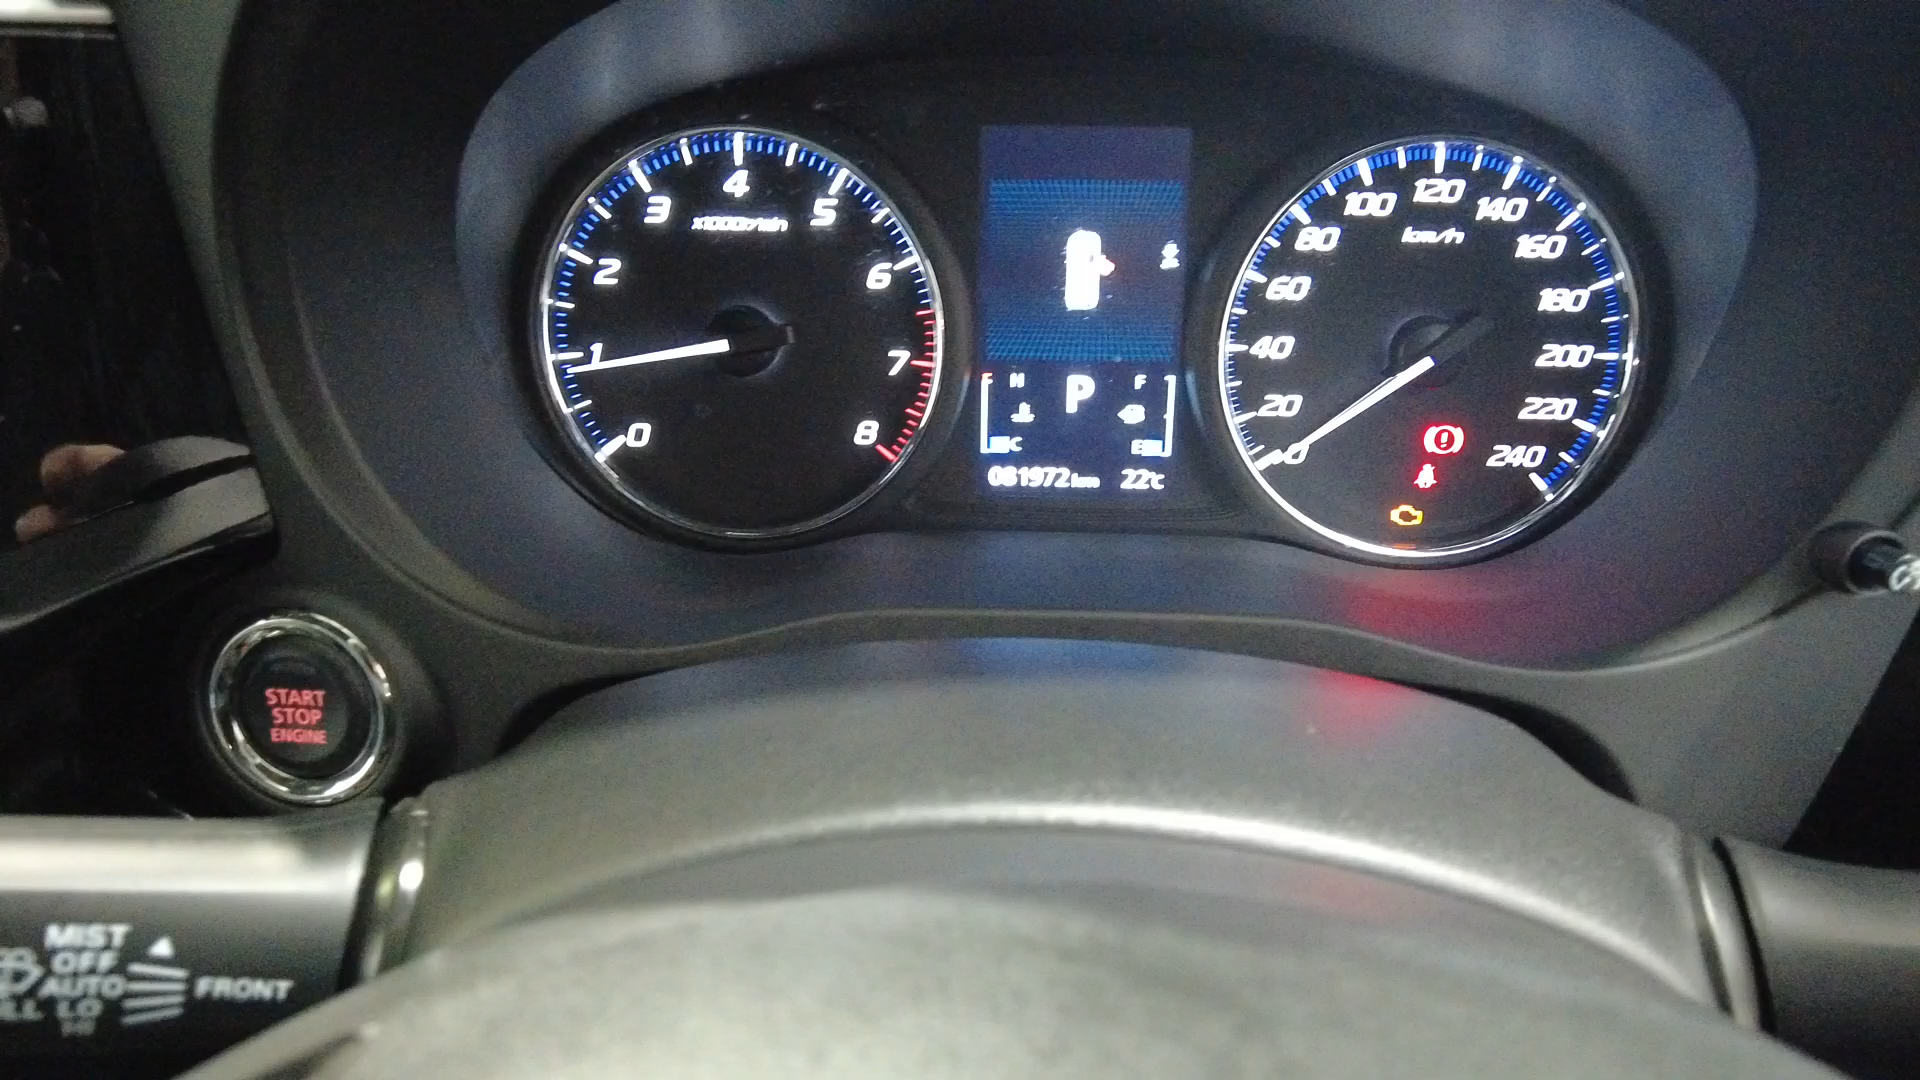 0
1
2
3
4
5
6
7
8
x1000r/min
H
P
F
C
E
081972km
22°C
0
20
40
60
80
100
120
140
160
180
200
220
240
km/h
START
STOP
ENGINE
MIST
OFF
AUTO
LO
FRONT